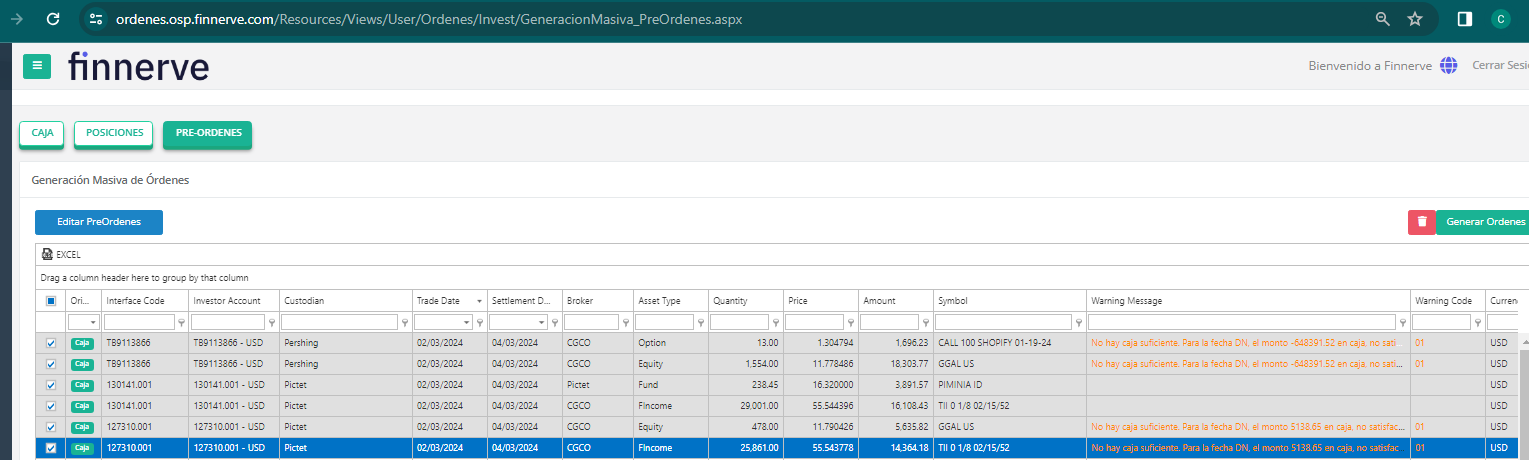 ordenes.osp.finnerve.com/Resources/Views/User/Ordenes/Invest/GeneracionMasiva_PreOrdenes.aspx
C
finnerve
Bienvenido a Finnerve
Cerrar Sesi
CAJA POSICIONES PRE-ORDENES
Generación Masiva de Órdenes
Editar PreOrdenes
Generar Ordenes
EXCEL
Drag a column header here to group by that column
Ori... Interface Code Investor Account Custodian Trade Date Settlement D... Broker Asset Type Quantity Price Amount Symbol Warning Message Warning Code Curren
Caja TB9113866 TB9113866 - USD Pershing 02/03/2024 04/03/2024 CGCO Option 13.00 1.304794 1,696.23 CALL 100 SHOPIFY 01-19-24 No hay caja suficiente. Para la fecha DN, el monto -648391.52 en caja, no sati... 01 USD
Caja TB9113866 TB9113866 - USD Pershing 02/03/2024 04/03/2024 CGCO Equity 1,554.00 11.778486 18,303.77 GGAL US No hay caja suficiente. Para la fecha DN, el monto -648391.52 en caja, no sati... 01 USD
Caja 130141.001 130141.001 - USD Pictet 02/03/2024 04/03/2024 Pictet Fund 238.45 16.320000 3,891.57 PIMINIA ID USD
Caja 130141.001 130141.001 - USD Pictet 02/03/2024 04/03/2024 CGCO FIncome 29,001.00 55.544396 16,108.43 TII 0 1/8 02/15/52 USD
Caja 127310.001 127310.001 - USD Pictet 02/03/2024 04/03/2024 CGCO Equity 478.00 11.790426 5,635.82 GGAL US No hay caja suficiente. Para la fecha DN, el monto 5138.65 en caja, no satisfac... 01 USD
Caja 127310.001 127310.001 - USD Pictet 02/03/2024 04/03/2024 CGCO FIncome 25,861.00 55.543778 14,364.18 TII 0 1/8 02/15/52 No hay caja suficiente. Para la fecha DN, el monto 5138.65 en caja, no satisfac... 01 USD